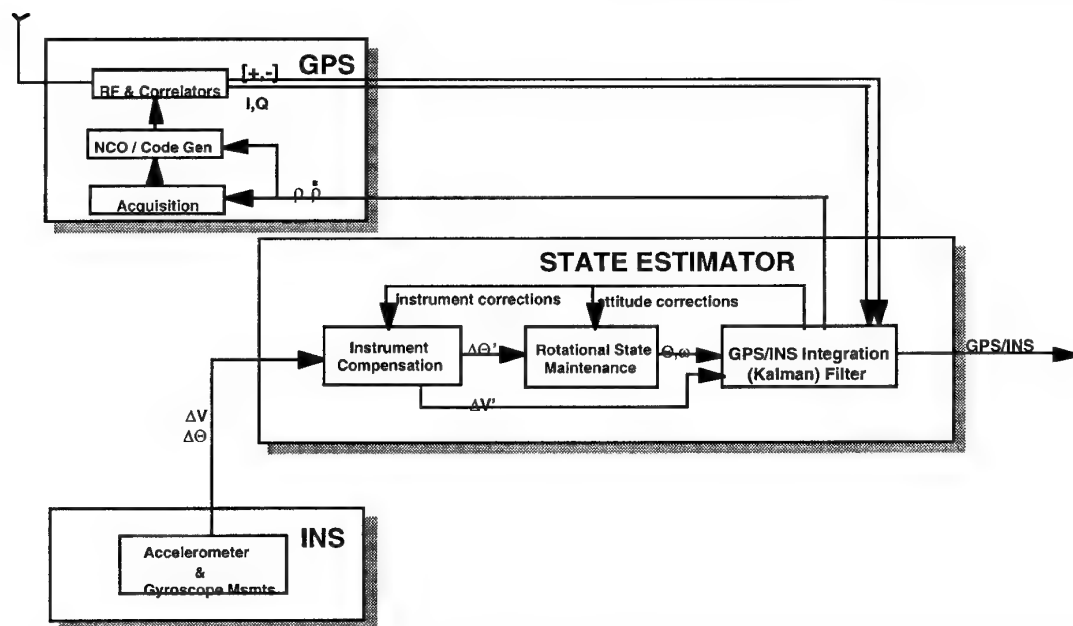 GPS
[+,-]
RF & Correlators
I,Q
NCO / Code Gen
ρ ρ̇
Acquisition
STATE ESTIMATOR
instrument corrections
attitude corrections
Instrument
Compensation
ΔΘ'
Rotational State
Maintenance
Θ,ω
GPS/INS Integration
(Kalman) Filter
GPS/INS
ΔV'
ΔV
ΔΘ
INS
Accelerometer
&
Gyroscope Msmts